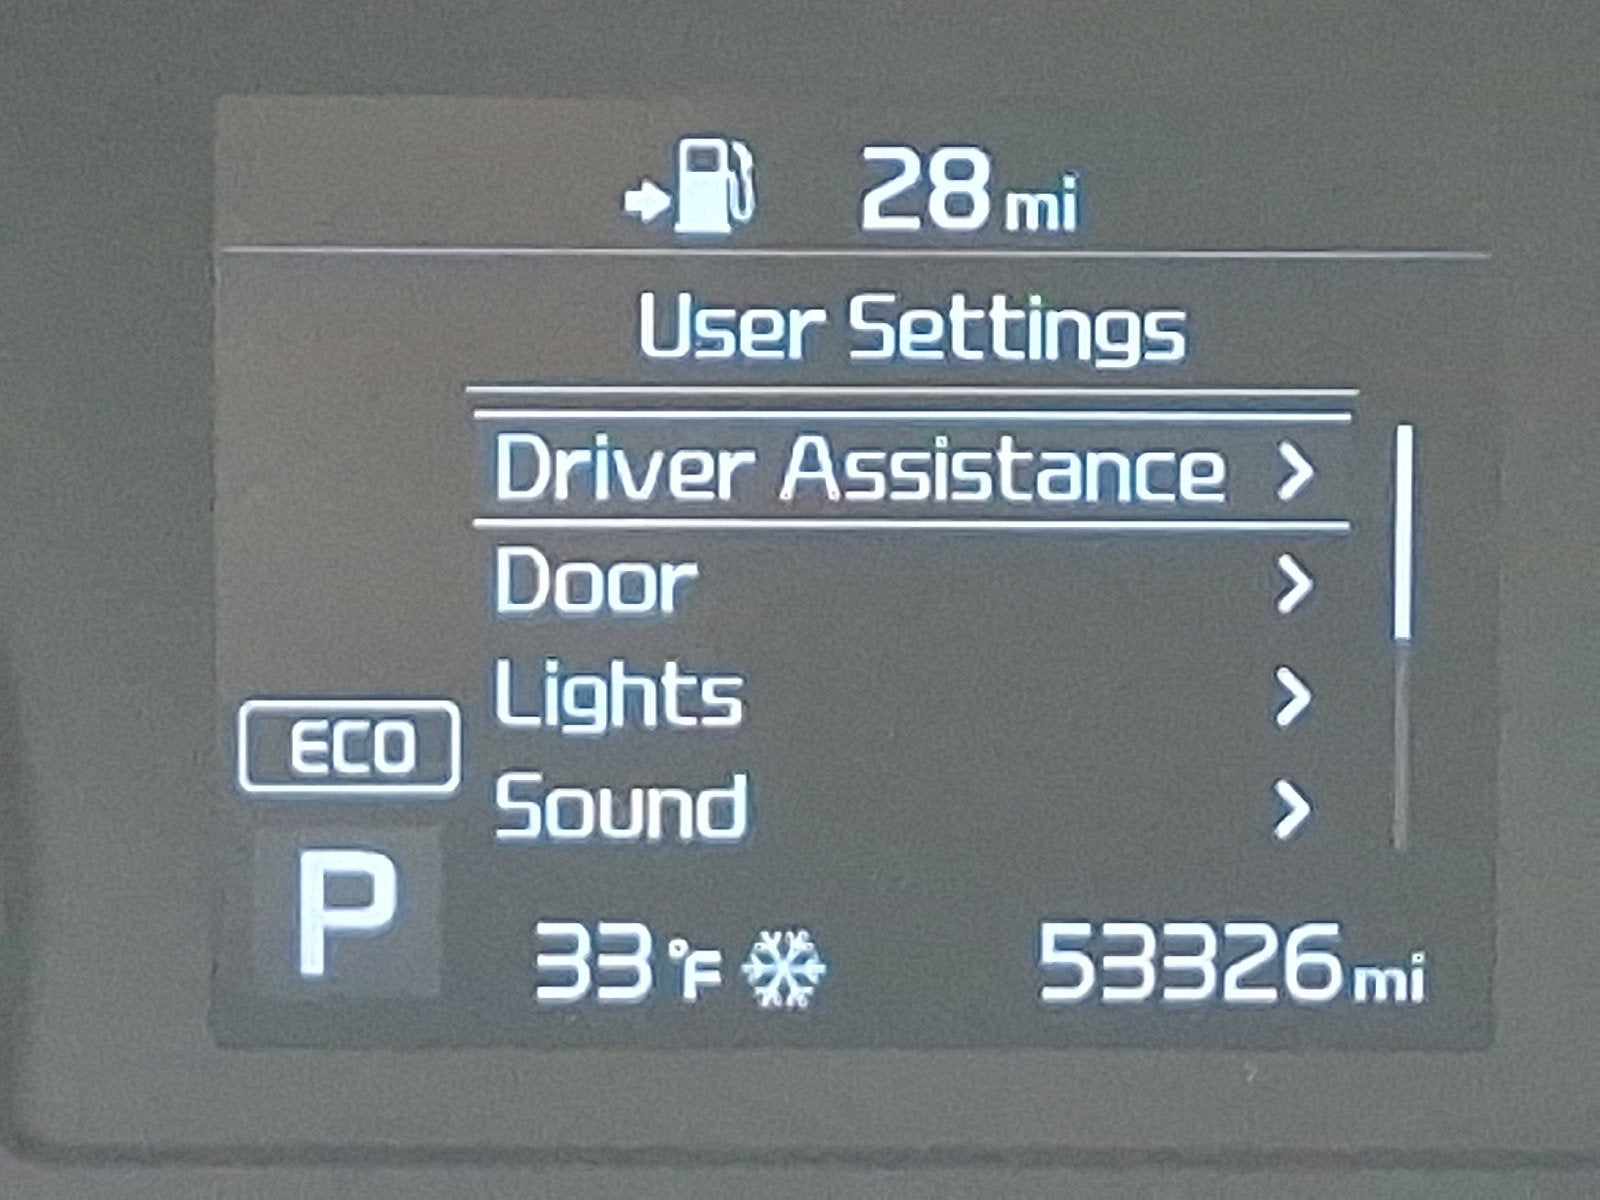 28 mi
User Settings
Driver Assistance
Door
Lights
Sound
ECO
P
33 °F
53326 mi